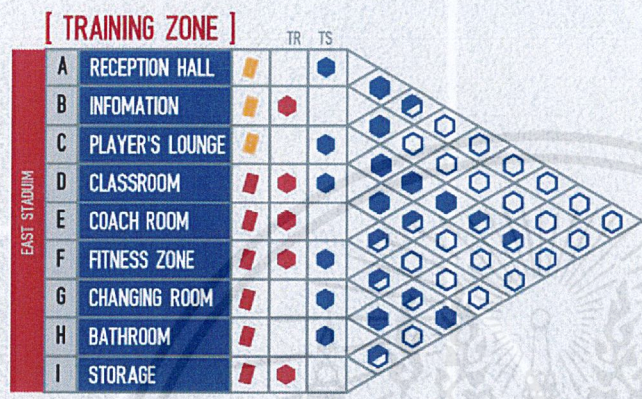 [ TRAINING ZONE ]
TR TS
EAST STADUIM
A RECEPTION HALL
B INFOMATION
C PLAYER'S LOUNGE
D CLASSROOM
E COACH ROOM
F FITNESS ZONE
G CHANGING ROOM
H BATHROOM
I STORAGE